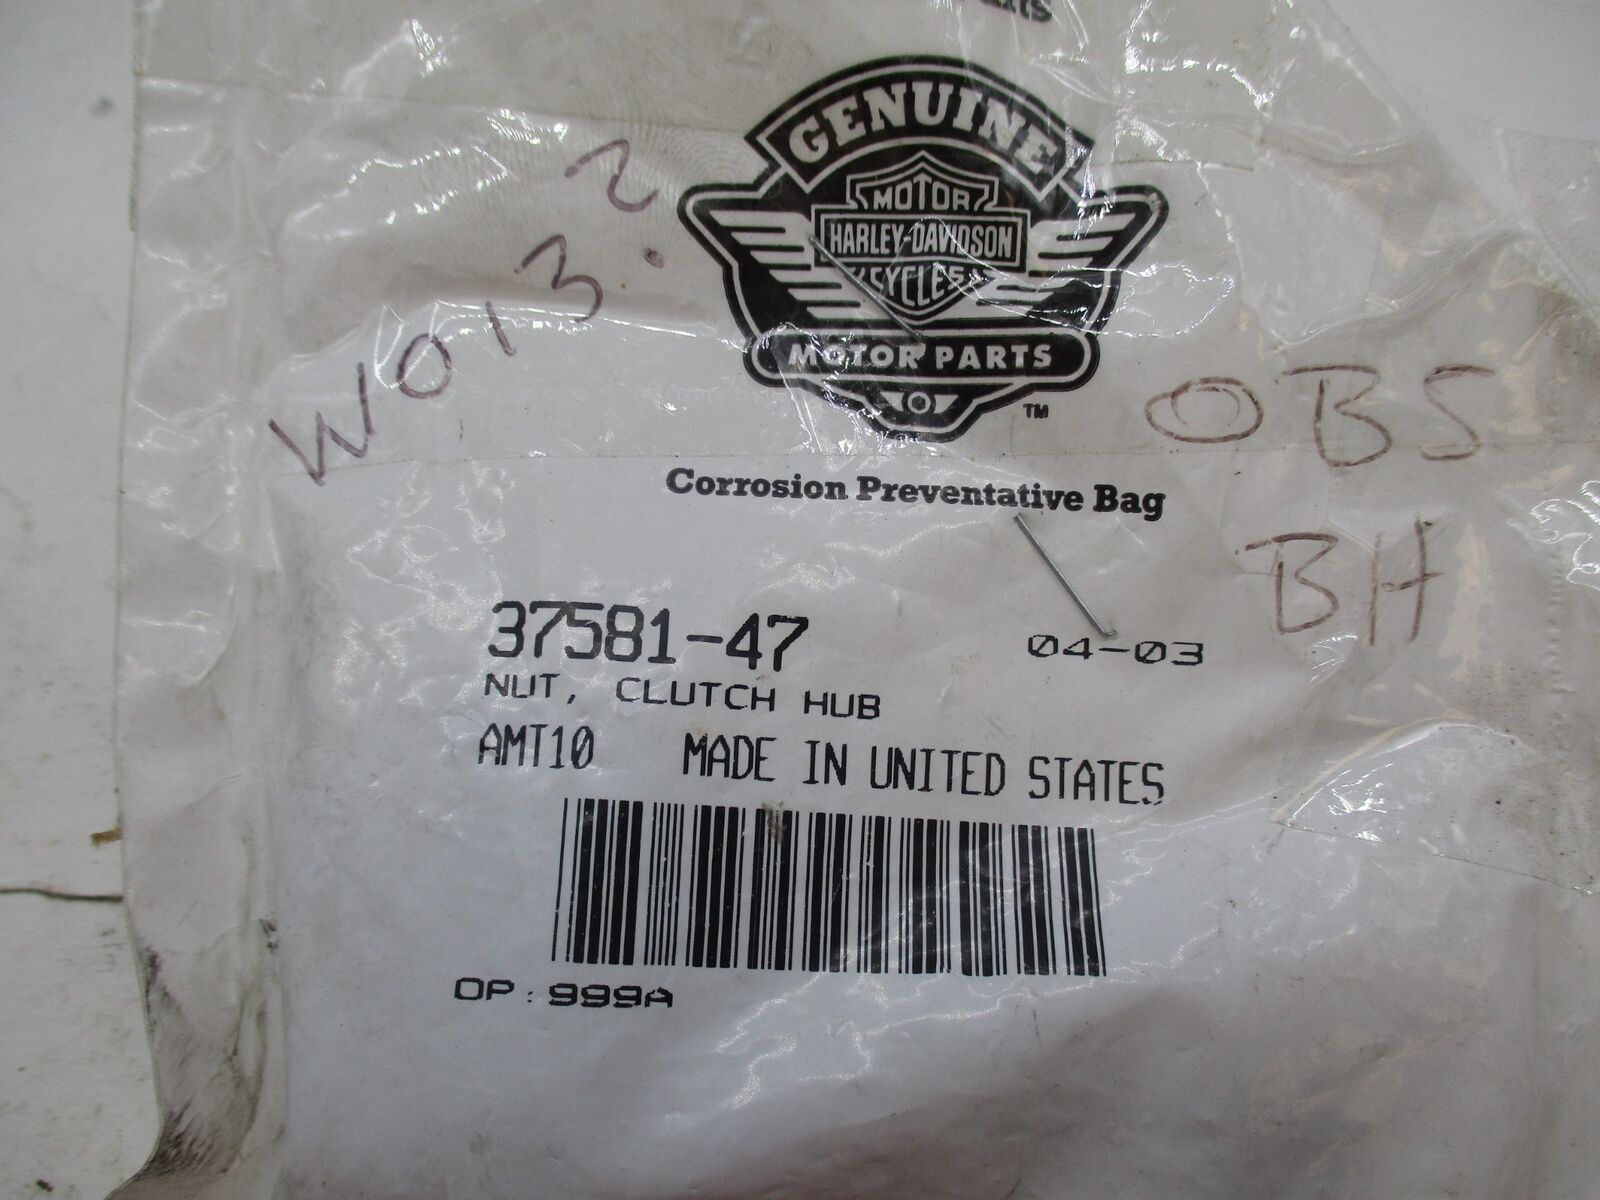 GENUINE
MOTOR
HARLEY-DAVIDSON
CYCLES
MOTOR PARTS
TM
W013.2
OBS
BH
Corrosion Preventative Bag
37581-47
04-03
NUT, CLUTCH HUB
AMT10 MADE IN UNITED STATES
OP: 999A